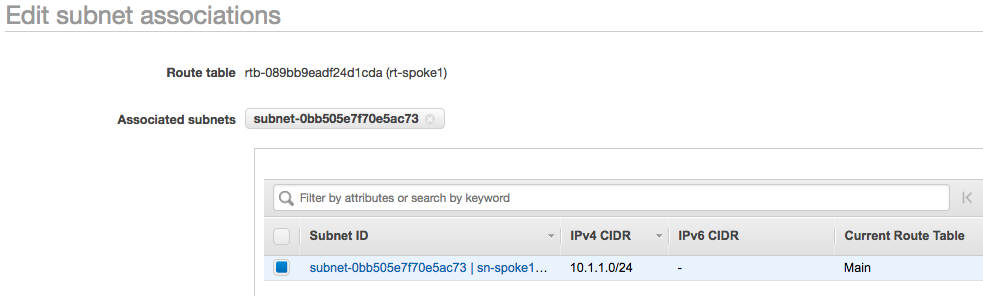 Edit subnet associations
Route table rtb-089bb9eadf24d1cda (rt-spoke1)
Associated subnets subnet-0bb505e7f70e5ac73
Filter by attributes or search by keyword
Subnet ID IPv4 CIDR IPv6 CIDR Current Route Table
subnet-0bb505e7f70e5ac73 | sn-spoke1... 10.1.1.0/24 - Main